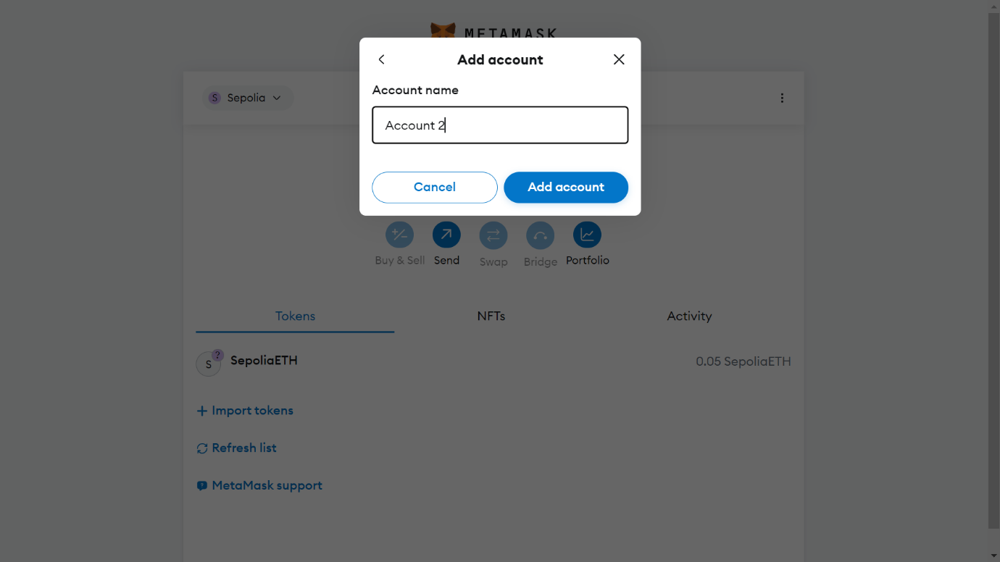 METAMASK
Add account
S Sepolia
Account name
Account 2
Cancel Add account
Buy & Sell Send Swap Bridge Portfolio
Tokens NFTs Activity
S ? SepoliaETH 0.05 SepoliaETH
Import tokens
Refresh list
MetaMask support